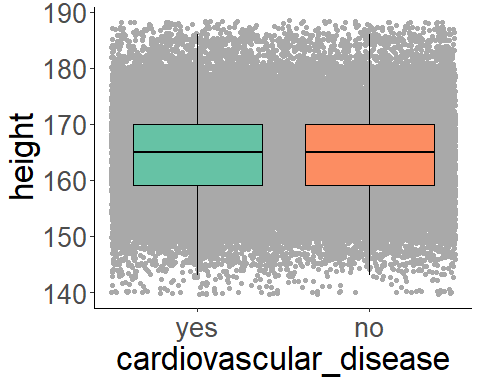 height
190
180
170
160
150
140
yes no
cardiovascular_disease